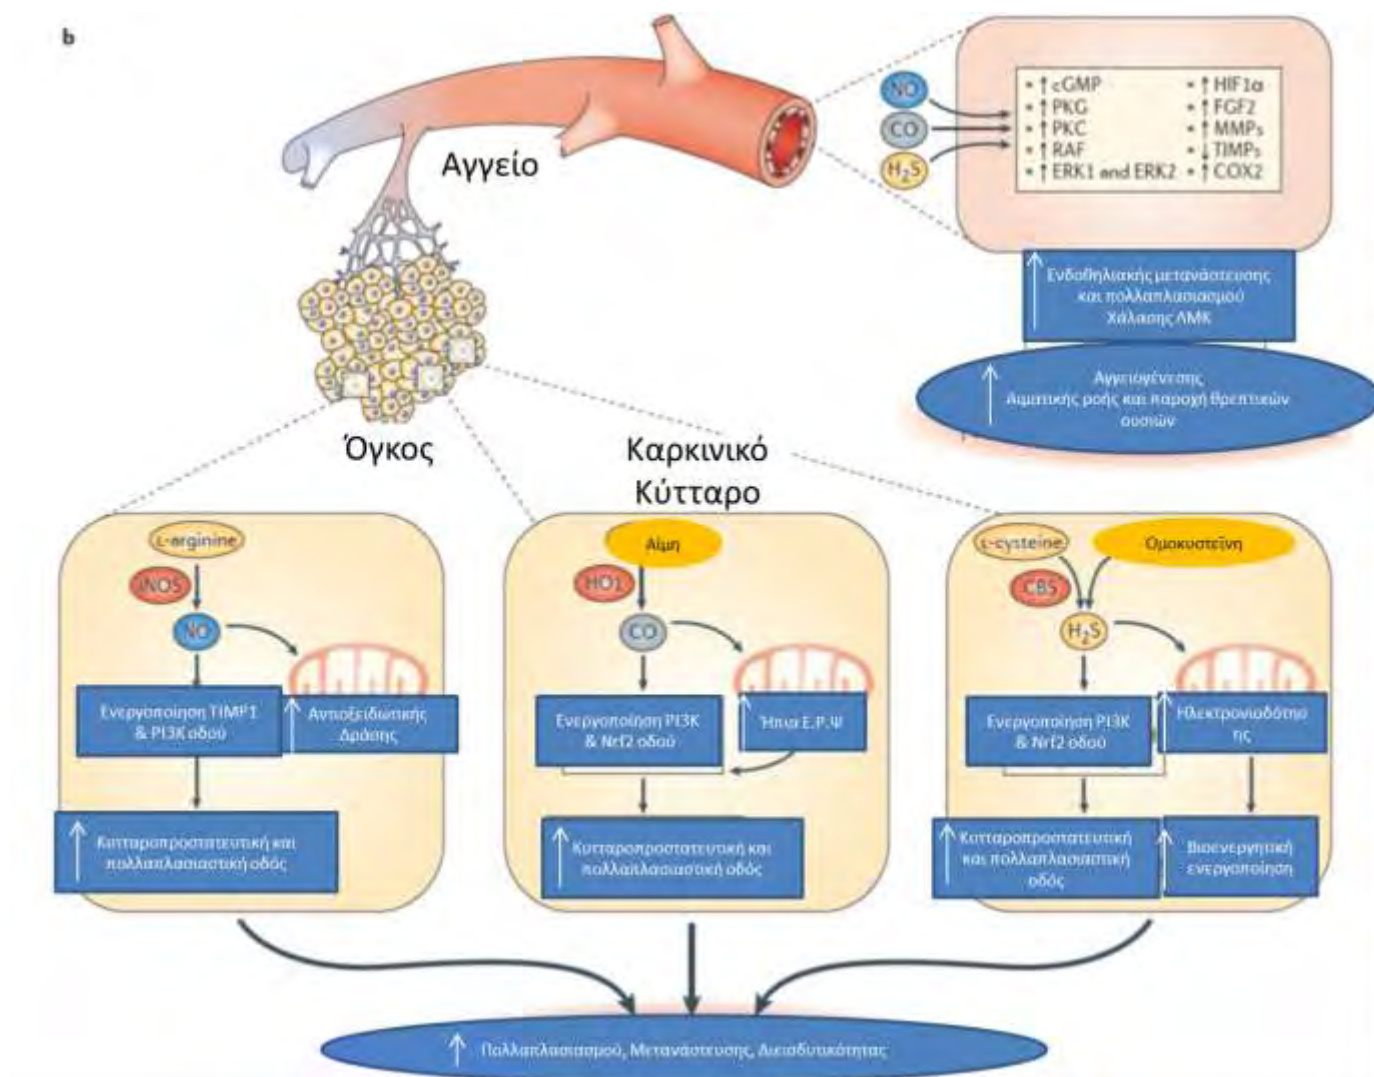 b
NO
CO
H₂S
• ↑ cGMP
• ↑ PKG
• ↑ PKC
• ↑ RAF
• ↑ ERK1 and ERK2
• ↑ HIF1α
• ↑ FGF2
• ↑ MMPs
• ↓ TIMPs
• ↑ COX2
Αγγείο
↑ Ενδοθηλιακής μετανάστευσης
και πολλαπλασιασμού
Χάλασης ΛΜΚ
↑ Αγγειογένεσης
Αιματικής ροής και παροχή θρεπτικών
ουσιών
Όγκος
Καρκινικό
Κύτταρο
L-arginine
iNOS
NO
Ενεργοποίηση TIMP1
& PI3K οδού
↑ Αντιοξειδωτικής
Δράσης
↑ Κυτταροπροστατευτική και
πολλαπλασιαστική οδός
Αίμη
HO1
CO
Ενεργοποίηση PI3K
& Nrf2 οδού
↑ Ήπια Ε.Ρ.Ψ
↑ Κυτταροπροστατευτική και
πολλαπλασιαστική οδός
L-cysteine
Ομοκυστεΐνη
CBS
H₂S
Ενεργοποίηση PI3K
& Nrf2 οδού
↑ Ηλεκτρονιοδότησ
ης
↑ Κυτταροπροστατευτική
και πολλαπλασιαστική
οδός
↑ Βιοενεργητική
ενεργοποίηση
↑ Πολλαπλασιασμού, Μετανάστευσης, Διεισδυτικότητας